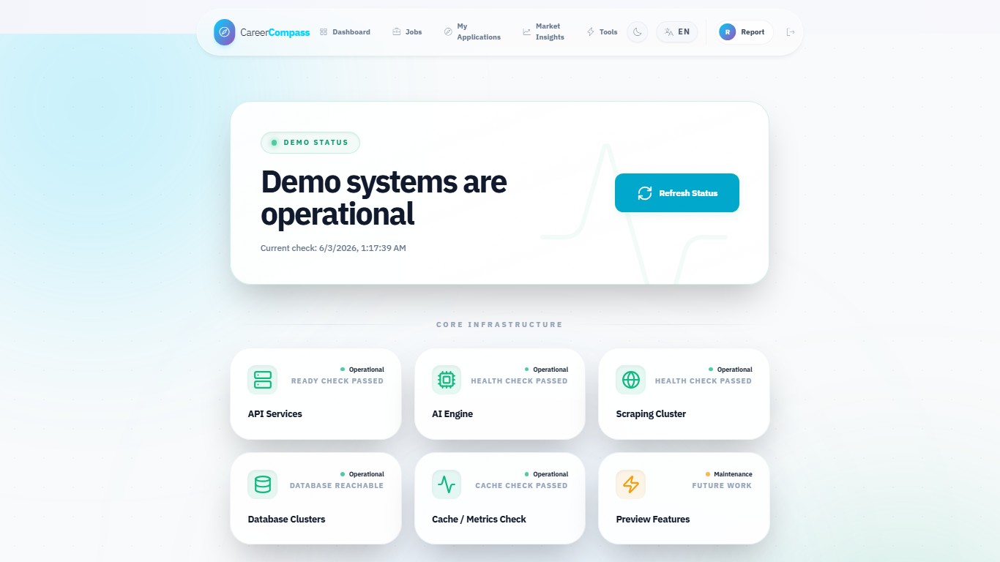 CareerCompass
Dashboard
Jobs
My
Applications
Market
Insights
Tools
EN
R
Report
DEMO STATUS
Demo systems are
operational
Current check: 6/3/2026, 1:17:39 AM
Refresh Status
CORE INFRASTRUCTURE
Operational
READY CHECK PASSED
API Services
Operational
HEALTH CHECK PASSED
AI Engine
Operational
HEALTH CHECK PASSED
Scraping Cluster
Operational
DATABASE REACHABLE
Database Clusters
Operational
CACHE CHECK PASSED
Cache / Metrics Check
Maintenance
FUTURE WORK
Preview Features